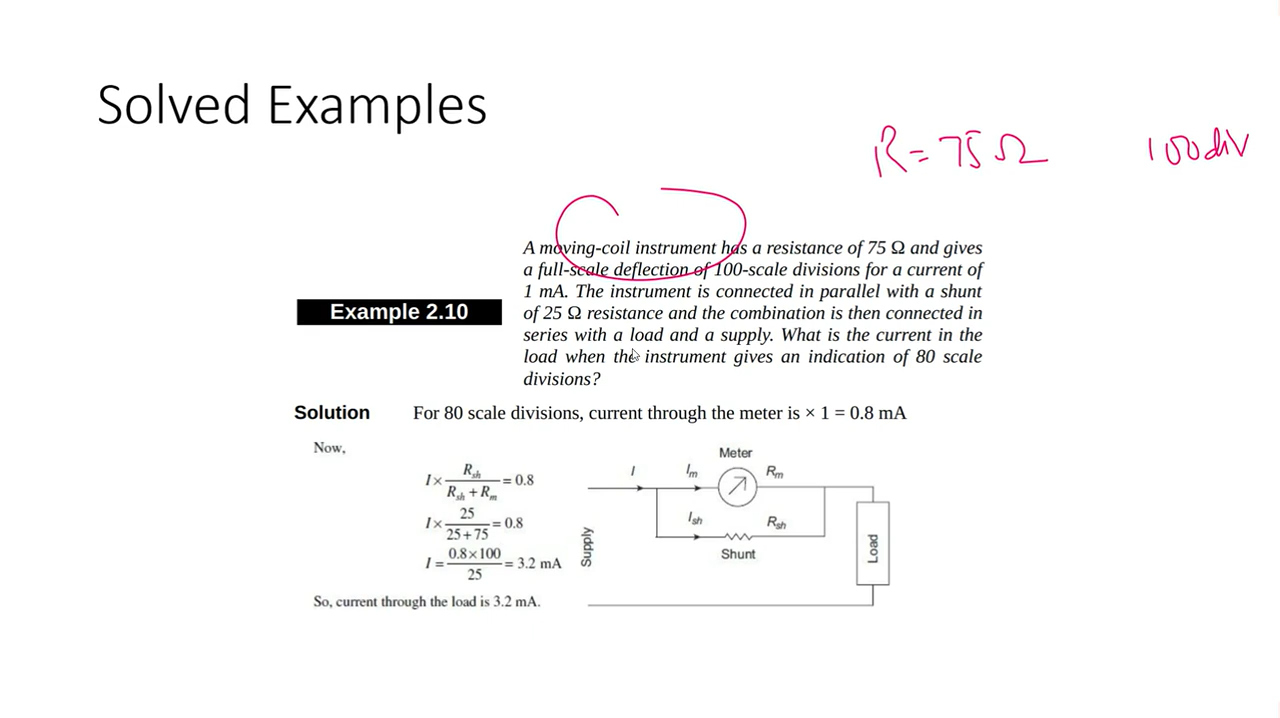 Solved Examples
R = 75 Ω 100 div
A moving-coil instrument has a resistance of 75 Ω and gives
a full-scale deflection of 100-scale divisions for a current of
1 mA. The instrument is connected in parallel with a shunt
Example 2.10
of 25 Ω resistance and the combination is then connected in
series with a load and a supply. What is the current in the
load when the instrument gives an indication of 80 scale
divisions?
Solution For 80 scale divisions, current through the meter is × 1 = 0.8 mA
Now,
I × Rsh / (Rsh + Rm) = 0.8
I × 25 / (25 + 75) = 0.8
I = 0.8 × 100 / 25 = 3.2 mA
So, current through the load is 3.2 mA.
Meter
I Im Rm
Ish Rsh
Supply
Shunt
Load